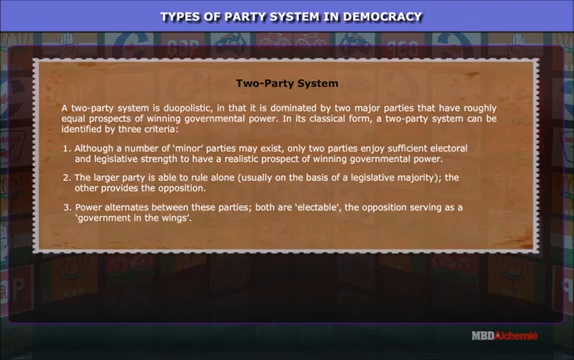 TYPES OF PARTY SYSTEM IN DEMOCRACY
Two-Party System
A two-party system is duopolistic, in that it is dominated by two major parties that have roughly
equal prospects of winning governmental power. In its classical form, a two-party system can be
identified by three criteria:
1. Although a number of ‘minor’ parties may exist, only two parties enjoy sufficient electoral
and legislative strength to have a realistic prospect of winning governmental power.
2. The larger party is able to rule alone (usually on the basis of a legislative majority); the
other provides the opposition.
3. Power alternates between these parties; both are ‘electable’, the opposition serving as a
‘government in the wings’.
MBDAlchemié